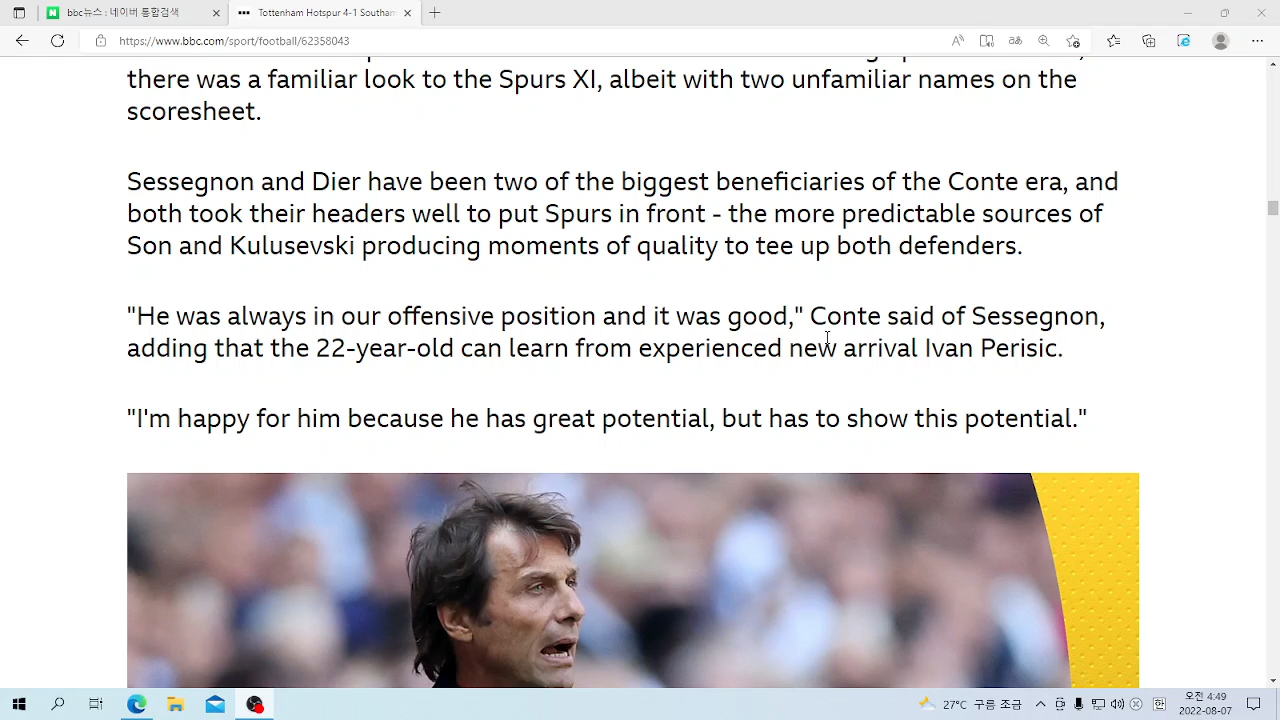 bbc뉴스 : 네이버 통합검색
Tottenham Hotspur 4-1 Southam
https://www.bbc.com/sport/football/62358043
there was a familiar look to the Spurs XI, albeit with two unfamiliar names on the
scoresheet.
Sessegnon and Dier have been two of the biggest beneficiaries of the Conte era, and
both took their headers well to put Spurs in front - the more predictable sources of
Son and Kulusevski producing moments of quality to tee up both defenders.
"He was always in our offensive position and it was good," Conte said of Sessegnon,
adding that the 22-year-old can learn from experienced new arrival Ivan Perisic.
"I'm happy for him because he has great potential, but has to show this potential."
27°C 구름 조금
오전 4:49
2022-08-07